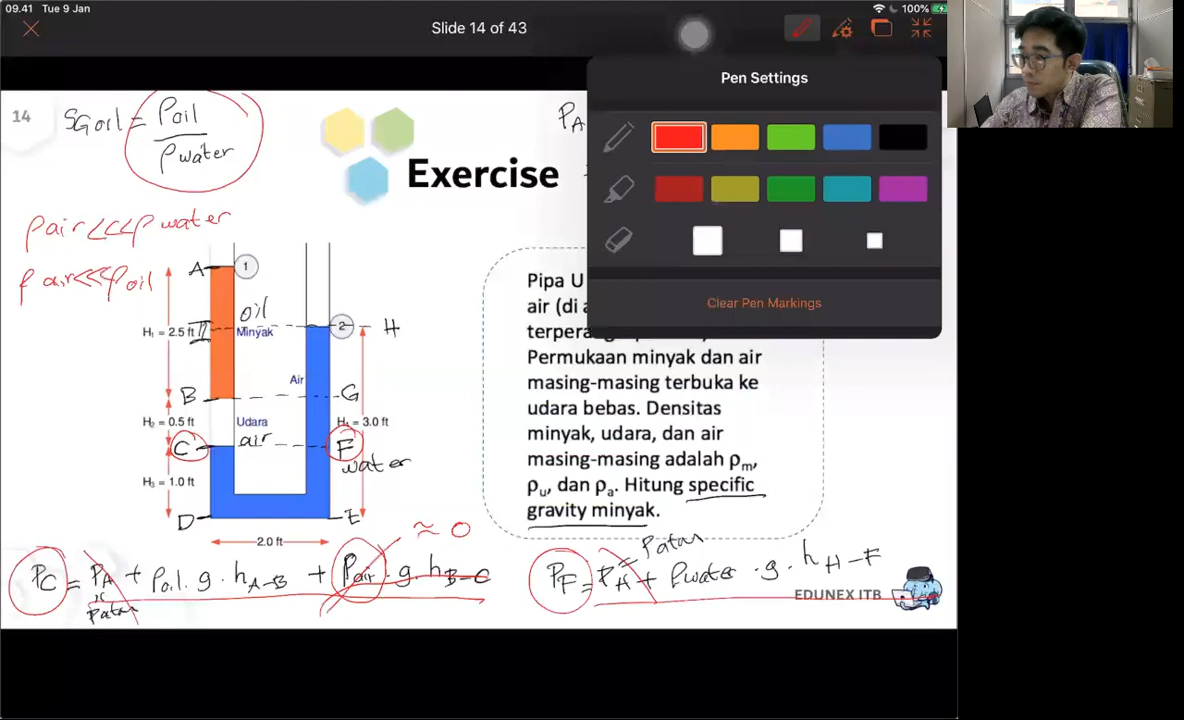 09.41 Tue 9 Jan
100%
Slide 14 of 43
Pen Settings
Clear Pen Markings
14
SGoil = ρoil / ρwater
PA
Exercise
ρair <<< ρwater
ρair <<< ρoil
A
1
H₁ = 2.5 ft
oil
Minyak
2
H
B
Air
G
H₂ = 0.5 ft
Udara
= 3.0 ft
C
air
F
water
H₃ = 1.0 ft
D
E
2.0 ft
Pipa U
air (di a
terpera
Permukaan minyak dan air
masing-masing terbuka ke
udara bebas. Densitas
minyak, udara, dan air
masing-masing adalah ρm,
ρu, dan ρa. Hitung specific
gravity minyak.
≈ 0
PC = PA + ρoil . g . hA-B + ρair . g . hB-C
= Patm
PF = PH + ρwater . g . hH-F
= Patm
EDUNEX ITB